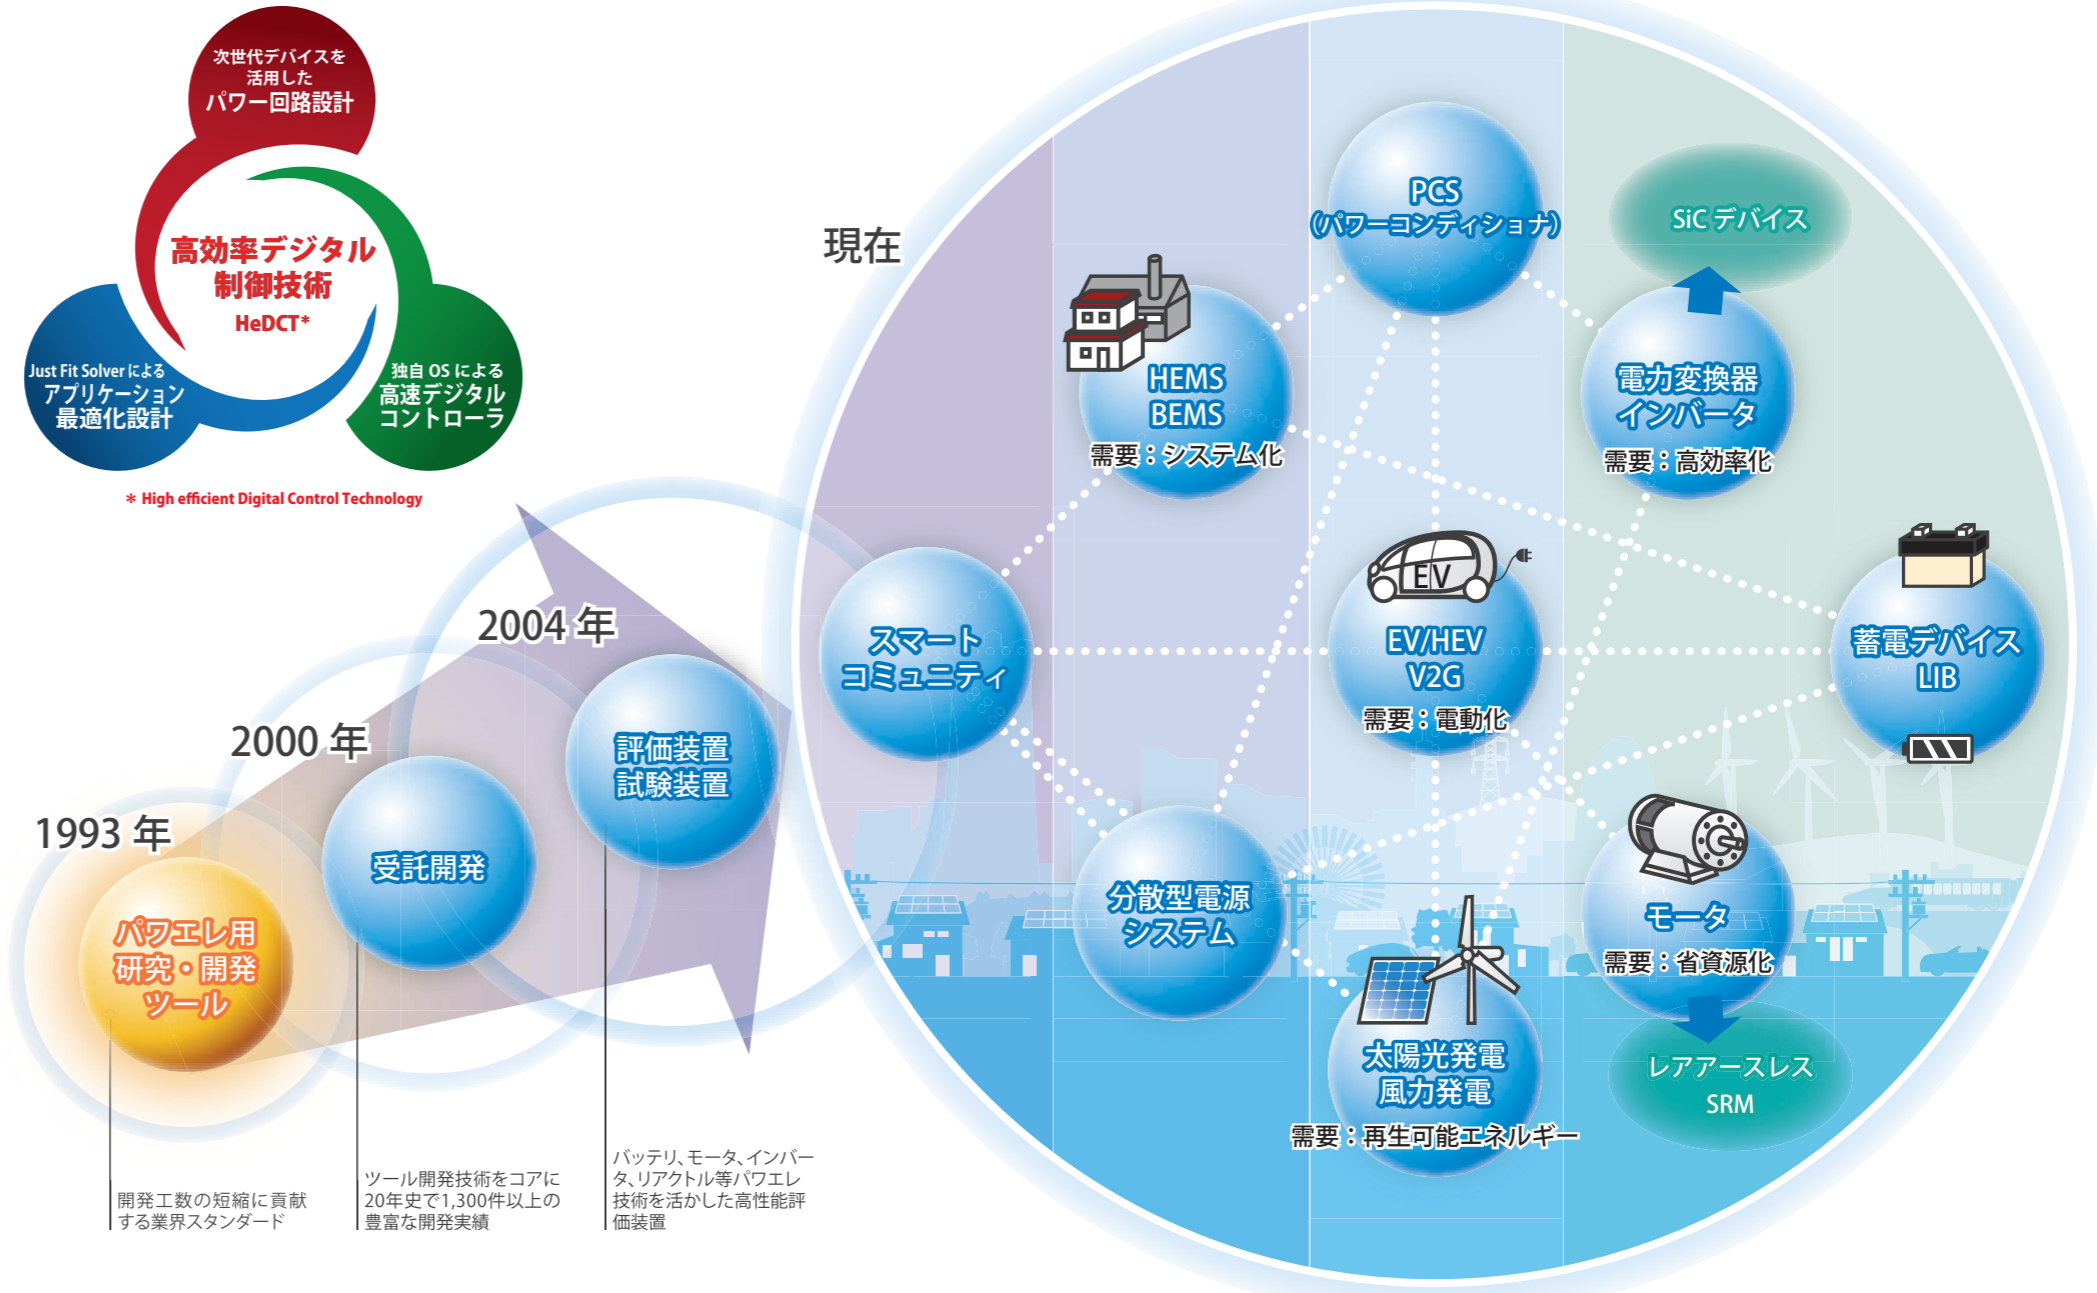 次世代デバイスを
活用した
パワー回路設計
高効率デジタル
制御技術
HeDCT*
Just Fit Solverによる
アプリケーション
最適化設計
独自 OS による
高速デジタル
コントローラ
* High efficient Digital Control Technology
1993 年
パワエレ用
研究・開発
ツール
開発工数の短縮に貢献
する業界スタンダード
2000 年
受託開発
ツール開発技術をコアに
20年史で1,300件以上の
豊富な開発実績
2004 年
評価装置
試験装置
バッテリ、モータ、インバー
タ、リアクトル等パワエレ
技術を活かした高性能評
価装置
現在
スマート
コミュニティ
HEMS
BEMS
需要：システム化
分散型電源
システム
PCS
（パワーコンディショナ）
EV
EV/HEV
V2G
需要：電動化
太陽光発電
風力発電
需要：再生可能エネルギー
SiC デバイス
電力変換器
インバータ
需要：高効率化
蓄電デバイス
LIB
モータ
需要：省資源化
レアアースレス
SRM